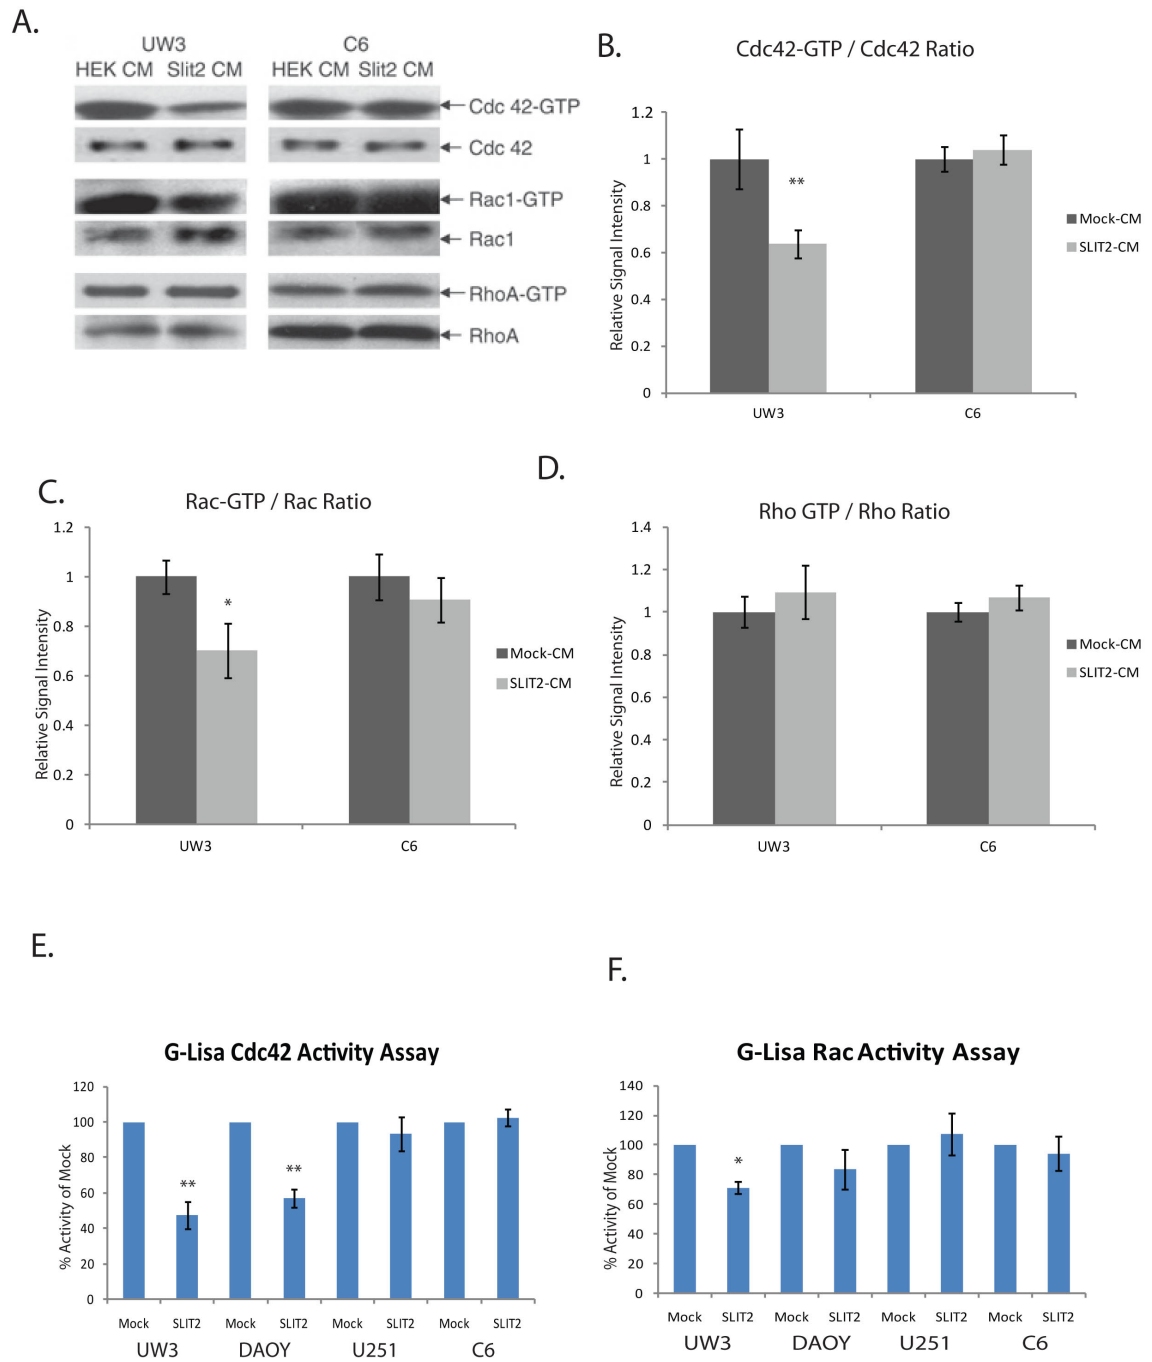 A.
UW3 C6
HEK CM Slit2 CM HEK CM Slit2 CM
Cdc 42-GTP
Cdc 42
Rac1-GTP
Rac1
RhoA-GTP
RhoA
B.
Cdc42-GTP / Cdc42 Ratio
Relative Signal Intensity
1.2
1
0.8
0.6
0.4
0.2
0
**
UW3 C6
Mock-CM
SLIT2-CM
C.
Rac-GTP / Rac Ratio
Relative Signal Intensity
1.2
1
0.8
0.6
0.4
0.2
0
*
UW3 C6
Mock-CM
SLIT2-CM
D.
Rho GTP / Rho Ratio
Relative Signal Intensity
1.4
1.2
1
0.8
0.6
0.4
0.2
0
UW3 C6
Mock-CM
SLIT2-CM
E.
G-Lisa Cdc42 Activity Assay
% Activity of Mock
120
100
80
60
40
20
0
**
**
Mock SLIT2 Mock SLIT2 Mock SLIT2 Mock SLIT2
UW3 DAOY U251 C6
F.
G-Lisa Rac Activity Assay
% Activity of Mock
140
120
100
80
60
40
20
0
*
Mock SLIT2 Mock SLIT2 Mock SLIT2 Mock SLIT2
UW3 DAOY U251 C6